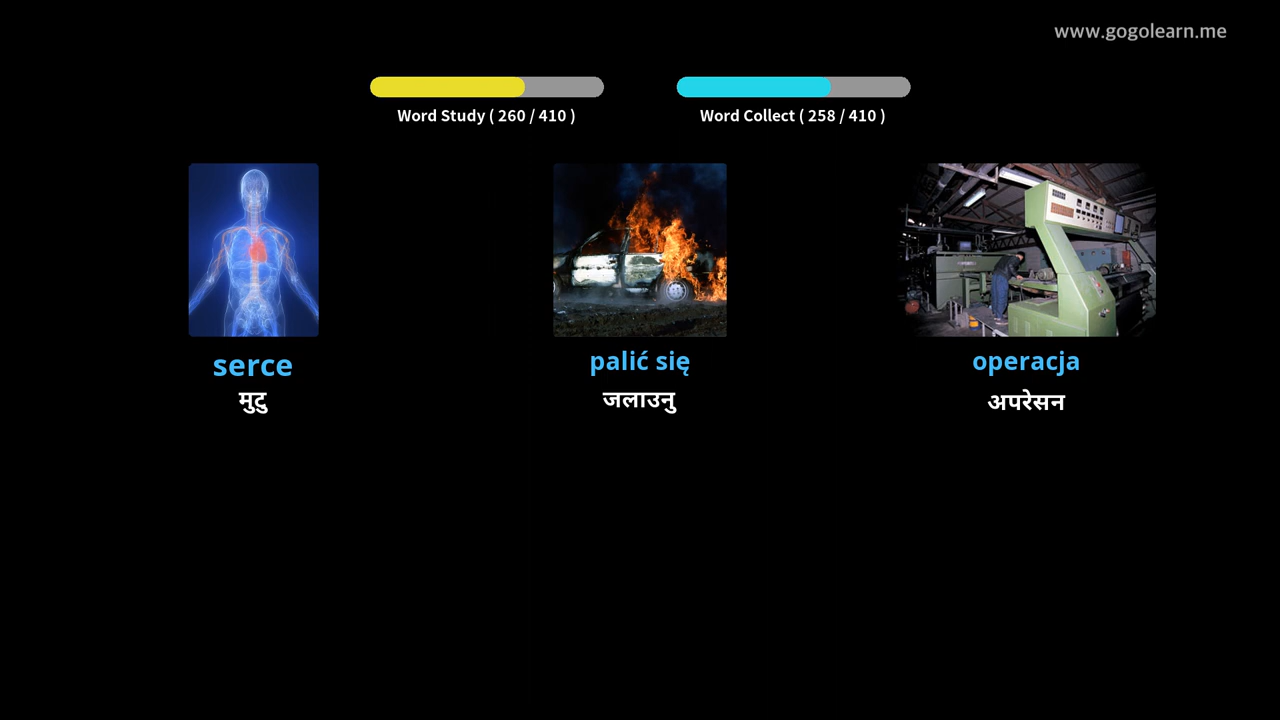 www.gogolearn.me
Word Study ( 260 / 410 )
Word Collect ( 258 / 410 )
serce
मुटु
palić się
जलाउनु
operacja
अपरेसन